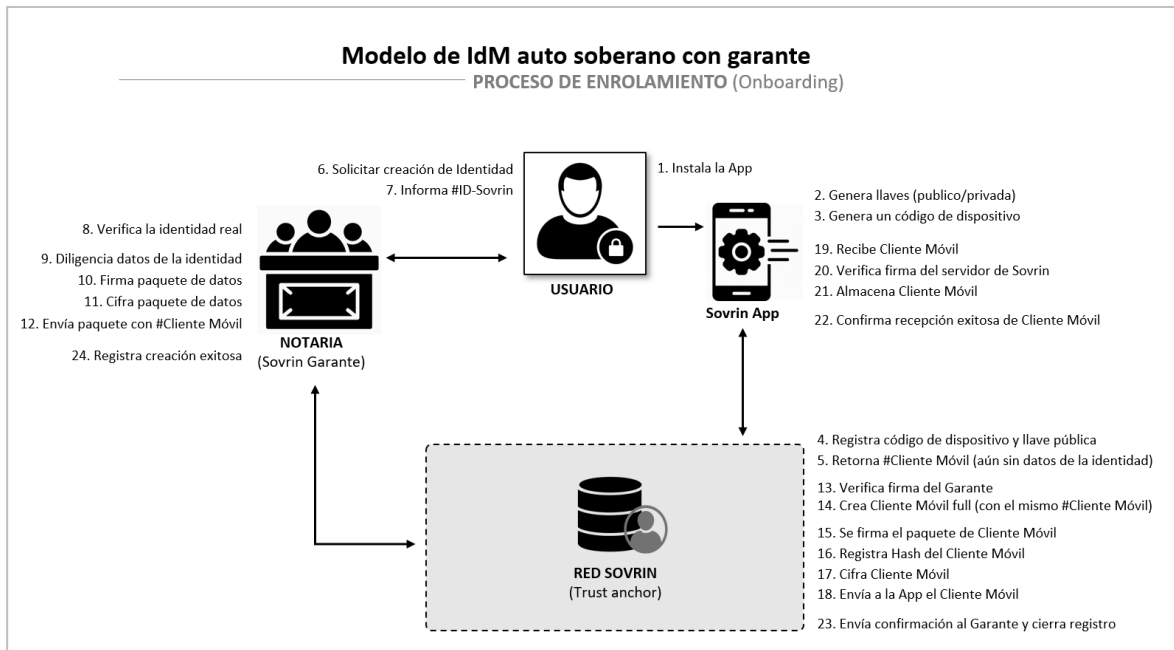 Modelo de IdM auto soberano con garante
PROCESO DE ENROLAMIENTO (Onboarding)
6. Solicitar creación de Identidad
7. Informa #ID-Sovrin
1. Instala la App
USUARIO
2. Genera llaves (publico/privada)
3. Genera un código de dispositivo
19. Recibe Cliente Móvil
20. Verifica firma del servidor de Sovrin
21. Almacena Cliente Móvil
22. Confirma recepción exitosa de Cliente Móvil
Sovrin App
8. Verifica la identidad real
9. Diligencia datos de la identidad
10. Firma paquete de datos
11. Cifra paquete de datos
12. Envía paquete con #Cliente Móvil
24. Registra creación exitosa
NOTARIA
(Sovrin Garante)
4. Registra código de dispositivo y llave pública
5. Retorna #Cliente Móvil (aún sin datos de la identidad)
13. Verifica firma del Garante
14. Crea Cliente Móvil full (con el mismo #Cliente Móvil)
15. Se firma el paquete de Cliente Móvil
16. Registra Hash del Cliente Móvil
17. Cifra Cliente Móvil
18. Envía a la App el Cliente Móvil
23. Envía confirmación al Garante y cierra registro
RED SOVRIN
(Trust anchor)